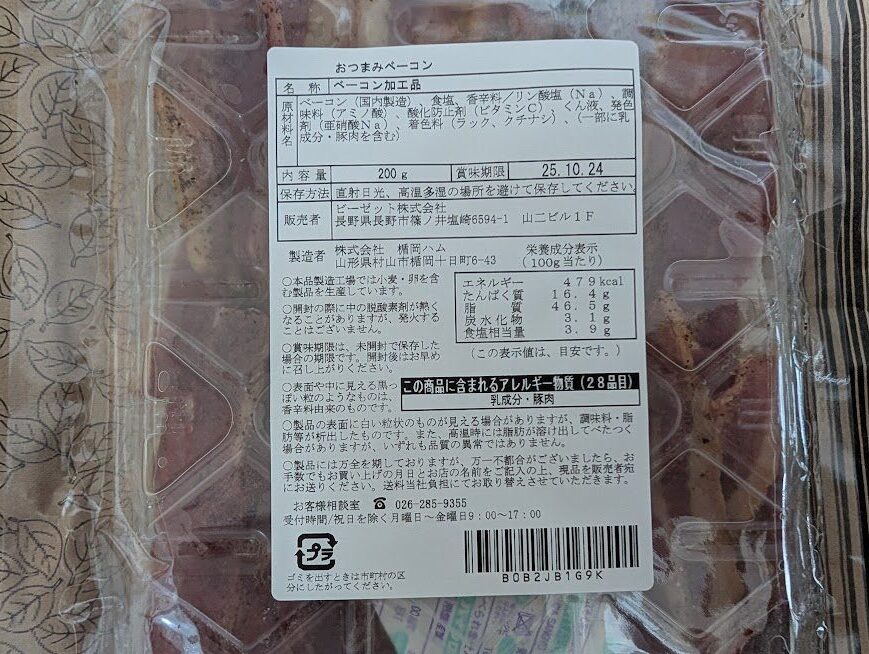 おつまみベーコン
名 称 ベーコン加工品
原材料名 ベーコン（国内製造）、食塩、香辛料／リン酸塩（Na）、調
味料（アミノ酸）、酸化防止剤（ビタミンC）、くん液、発色
剤（亜硝酸Na）、着色料（ラック、クチナシ）、（一部に乳
成分・豚肉を含む）
内容量 200g 賞味期限 25.10.24
保存方法 直射日光、高温多湿の場所を避けて保存してください。
販売者 ビーゼット株式会社
長野県長野市篠ノ井塩崎6594-1 山二ビル1F
製造者 株式会社 楯岡ハム
山形県村山市楯岡十日町6-43
栄養成分表示
（100g当たり）
エネルギー 479kcal
たんぱく質 16.4g
脂質 46.5g
炭水化物 3.1g
食塩相当量 3.9g
（この表示値は、目安です。）
○本品製造工場では小麦・卵を含
む製品を生産しています。
○開封の際に中の脱酸素剤が熱く
なることがありますが、発火する
ことはございません。
○賞味期限は、未開封で保存した
場合の期限です。開封後はお早め
に召し上がりください。
○表面や中に見える黒っ
ぽい粒のようなものは、
香辛料由来のものです。
この商品に含まれるアレルギー物質（28品目）
乳成分・豚肉
○製品の表面に白い粒状のものが見える場合がありますが、調味料・脂
肪等が析出したものです。また、高温時には脂肪が溶け出してべたつく
場合がありますが、いずれも品質の異常ではありません。
○製品には万全を期しておりますが、万一不都合がございましたら、お
手数でもお買い上げの月日とお店の名前をご記入の上、現品を販売者宛
にお送りください。送料当社負担にてお取り替えさせていただきます。
お客様相談室 ☎ 026-285-9355
受付時間/祝日を除く月曜日～金曜日9：00～17：00
プラ
ゴミを出すときは市町村の区
分にしたがってください。
B0B2JB1G9K